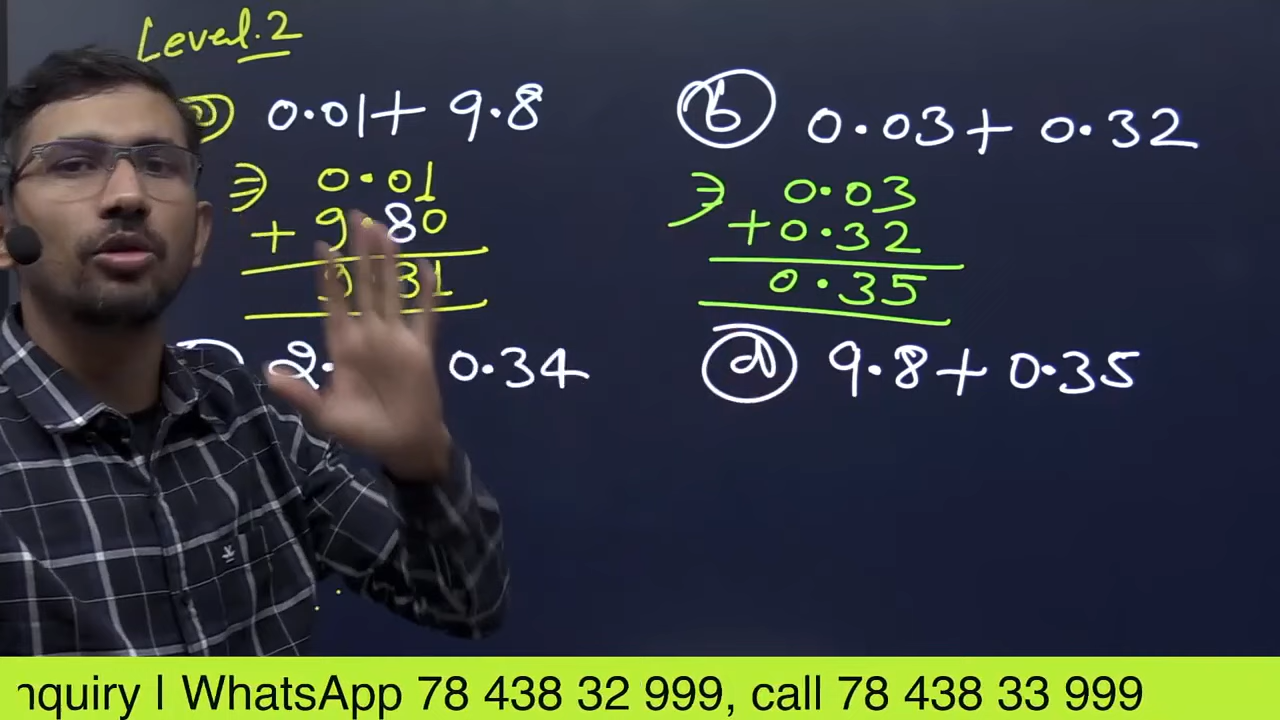 Level.2
0.01+ 9.8
0.01
+ 9.80
9 31
2. 0.34
b 0.03+ 0.32
0.03
+0.32
0.35
d 9.8+0.35
nquiry I WhatsApp 78 438 32 999, call 78 438 33 999